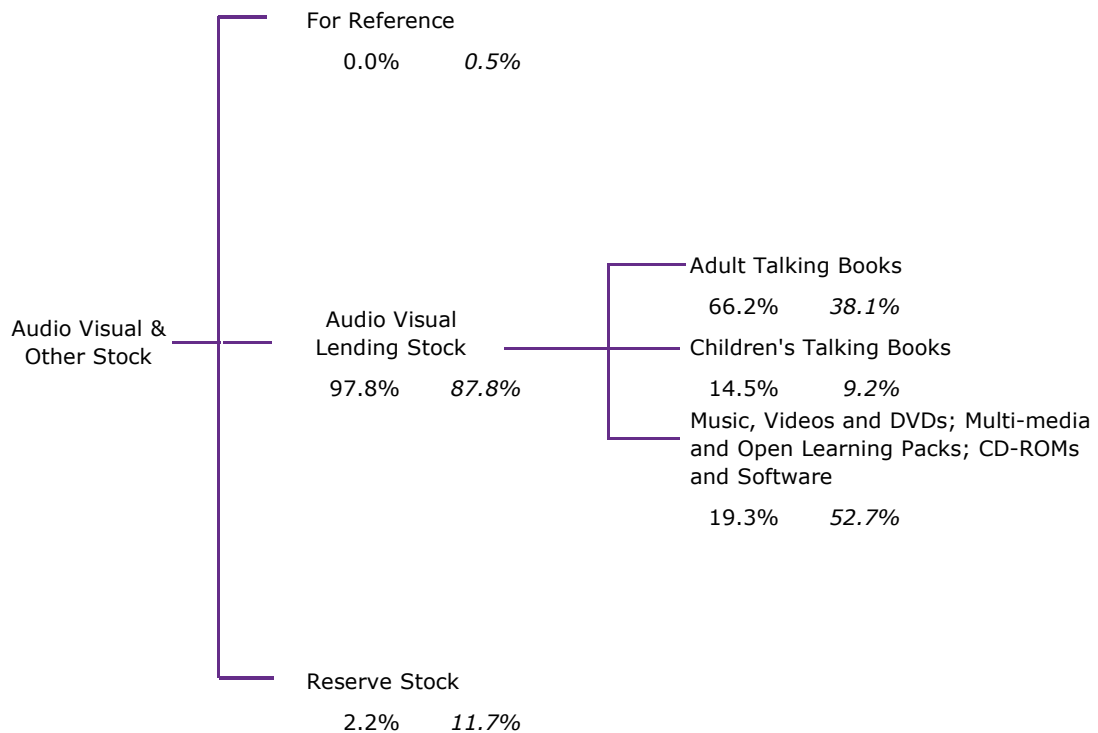 For Reference
0.0% 0.5%
Audio Visual &
Other Stock
Audio Visual
Lending Stock
97.8% 87.8%
Adult Talking Books
66.2% 38.1%
Children's Talking Books
14.5% 9.2%
Music, Videos and DVDs; Multi-media
and Open Learning Packs; CD-ROMs
and Software
19.3% 52.7%
Reserve Stock
2.2% 11.7%